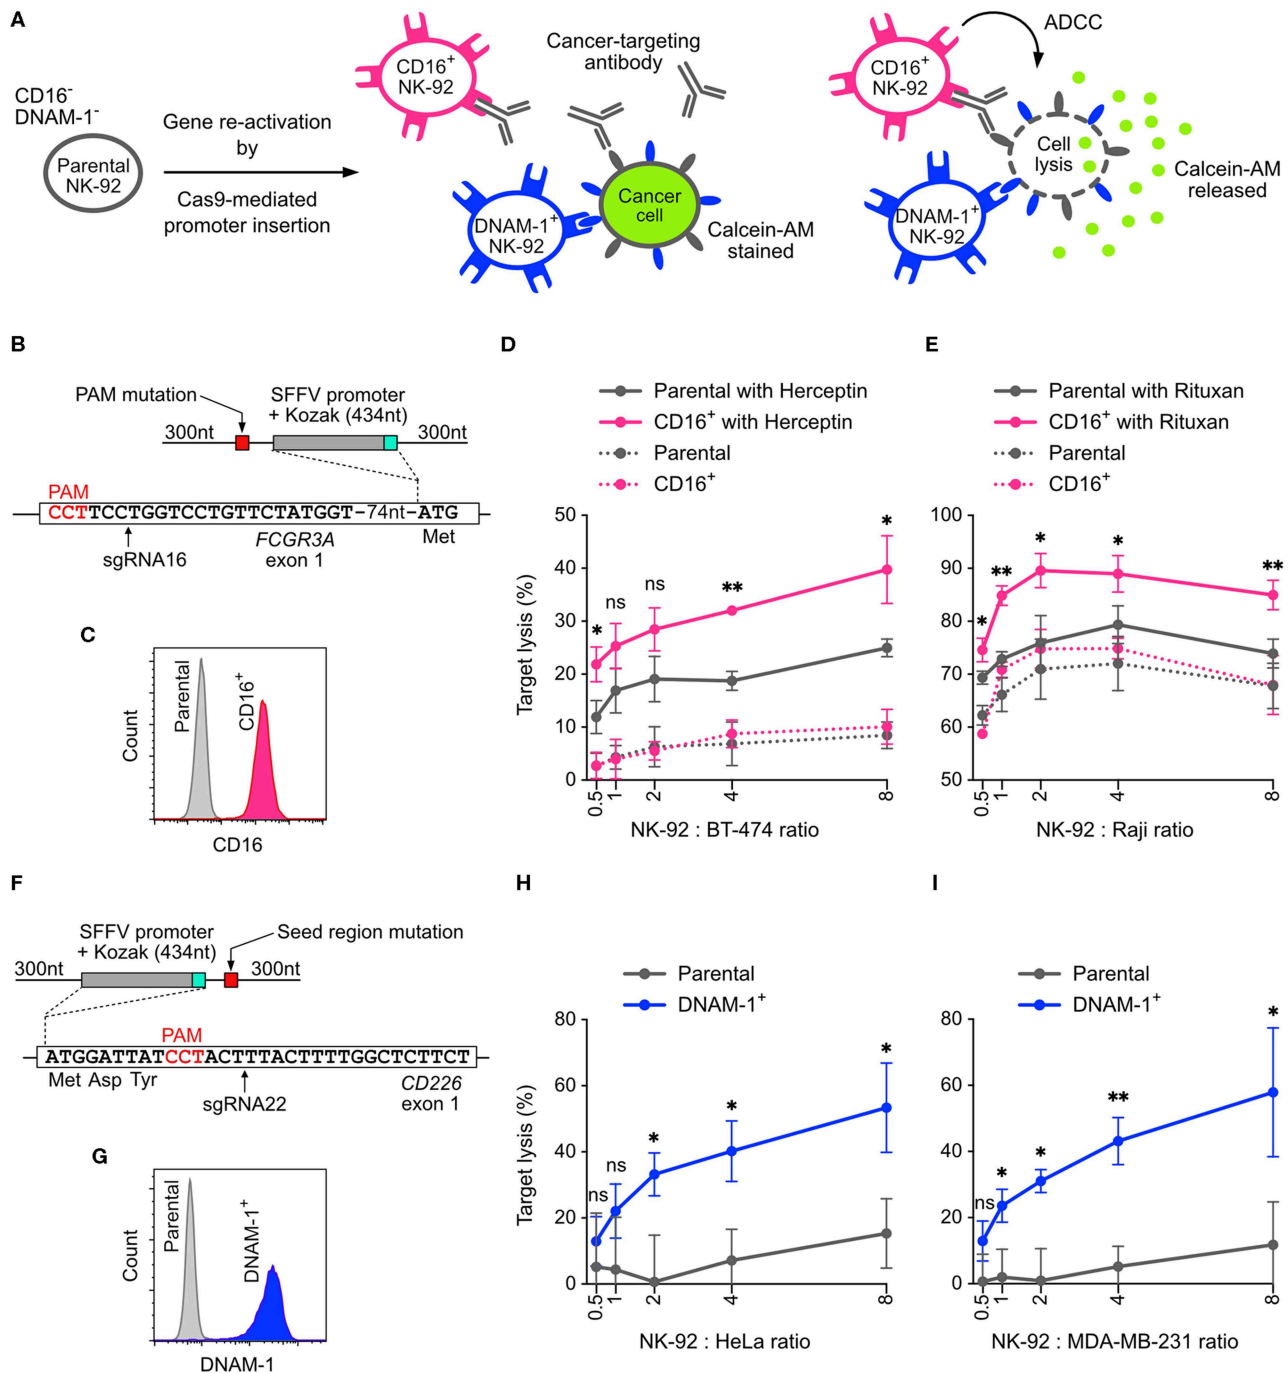 A
CD16-
DNAM-1-
Parental
NK-92
Gene re-activation
by
Cas9-mediated
promoter insertion
CD16+
NK-92
Cancer-targeting
antibody
DNAM-1+
NK-92
Cancer
cell
Calcein-AM
stained
CD16+
NK-92
ADCC
Cell
lysis
DNAM-1+
NK-92
Calcein-AM
released
B
PAM mutation
SFFV promoter
+ Kozak (434nt)
300nt
300nt
PAM
CCTTCCTGGTCCTGTTCTATGGT-74nt-ATG
sgRNA16
FCGR3A
exon 1
Met
C
Parental
CD16+
Count
CD16
D
Parental with Herceptin
CD16+ with Herceptin
Parental
CD16+
Target lysis (%)
50
40
30
20
10
0
* ns ns ** *
0.5 1 2 4 8
NK-92 : BT-474 ratio
E
Parental with Rituxan
CD16+ with Rituxan
Parental
CD16+
100
90
80
70
60
50
* ** * * **
0.5 1 2 4 8
NK-92 : Raji ratio
F
SFFV promoter
+ Kozak (434nt)
Seed region mutation
300nt
300nt
PAM
ATGGATTATCCTACTTTACTTTTGGCTCTTCT
Met Asp Tyr
sgRNA22
CD226
exon 1
G
Parental
DNAM-1+
Count
DNAM-1
H
Parental
DNAM-1+
Target lysis (%)
80
60
40
20
0
ns ns * * *
0.5 1 2 4 8
NK-92 : HeLa ratio
I
Parental
DNAM-1+
80
60
40
20
0
ns * * ** *
0.5 1 2 4 8
NK-92 : MDA-MB-231 ratio